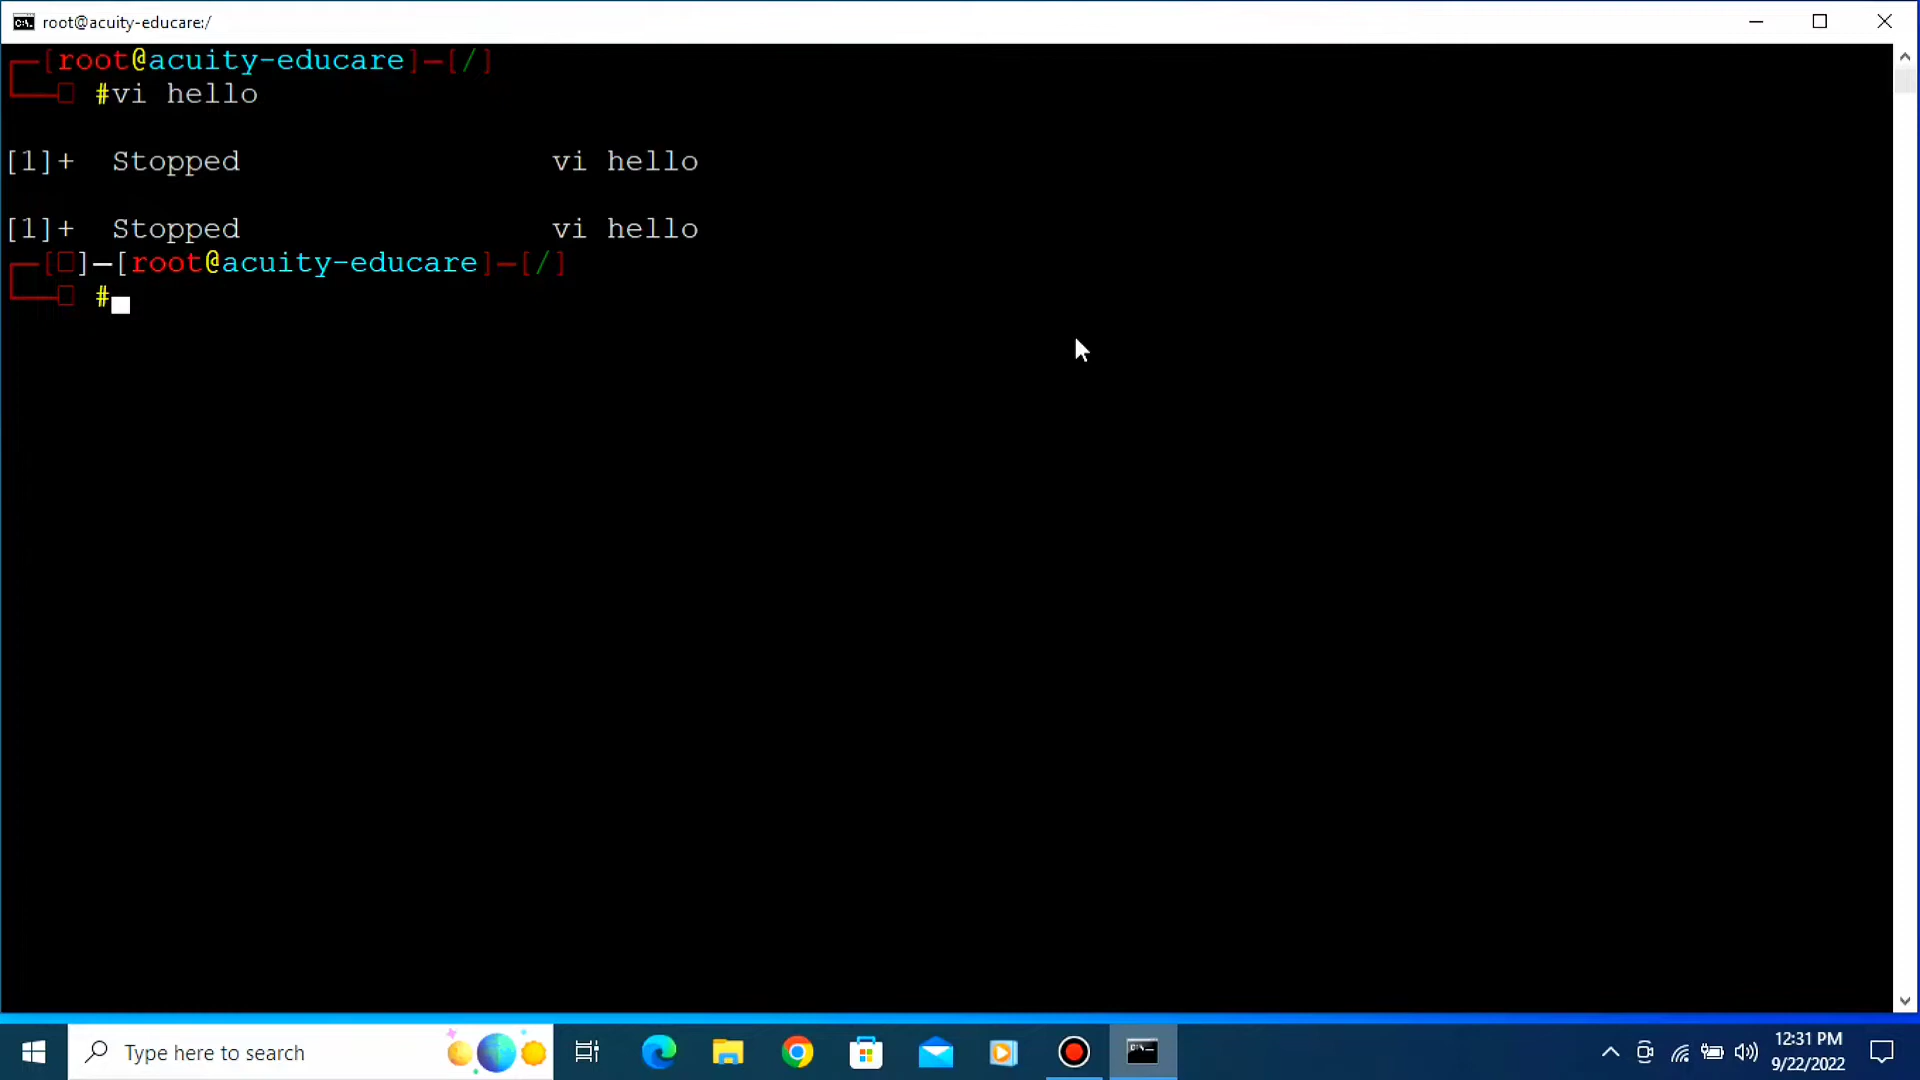 root@acuity-educare:/
┌─[root@acuity-educare]─[/]
└──□ #vi hello
[1]+  Stopped                 vi hello
[1]+  Stopped                 vi hello
┌─[□]─[root@acuity-educare]─[/]
└──□ #
Type here to search
12:31 PM
9/22/2022